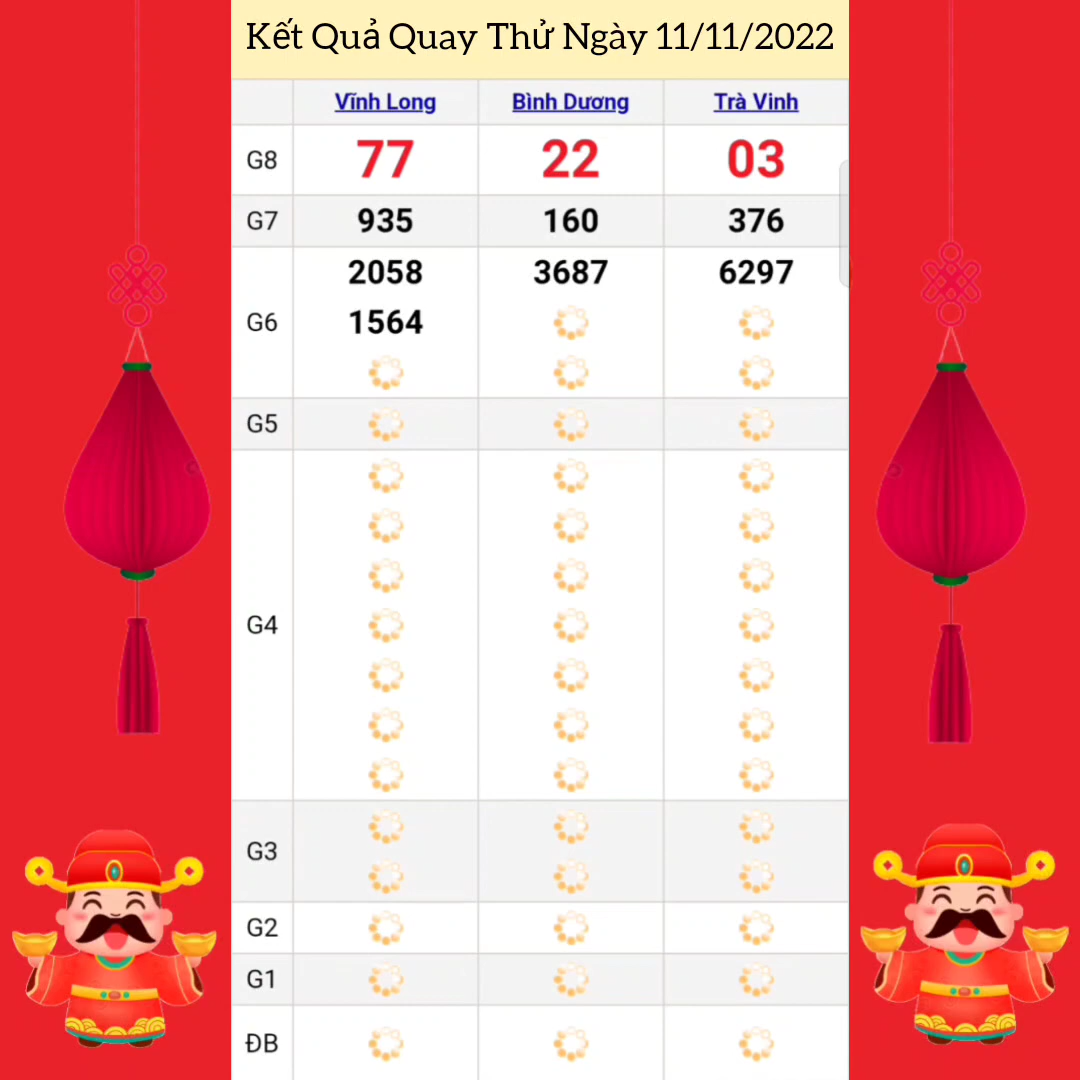 Kết Quả Quay Thử Ngày 11/11/2022
Vĩnh Long Bình Dương Trà Vinh
G8 77 22 03
G7 935 160 376
2058 3687 6297
G6 1564
G5
G4
G3
G2
G1
ĐB